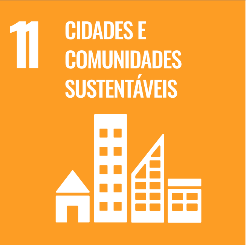 11 CIDADES E
COMUNIDADES
SUSTENTÁVEIS